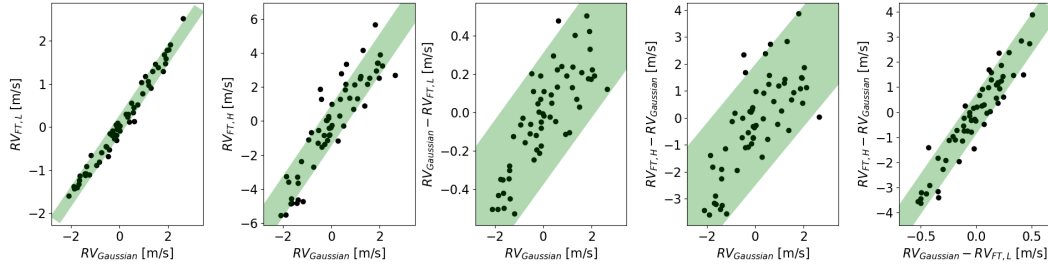 2
1
0
−1
−2
RV_FT,L [m/s]
−2 0 2
RV_Gaussian [m/s]
6
4
2
0
−2
−4
−6
RV_FT,H [m/s]
−2 0 2
RV_Gaussian [m/s]
0.4
0.2
0.0
−0.2
−0.4
RV_Gaussian − RV_FT,L [m/s]
−2 0 2
RV_Gaussian [m/s]
4
3
2
1
0
−1
−2
−3
RV_FT,H − RV_Gaussian [m/s]
−2 0 2
RV_Gaussian [m/s]
4
3
2
1
0
−1
−2
−3
−4
RV_FT,H − RV_Gaussian [m/s]
−0.5 0.0 0.5
RV_Gaussian − RV_FT,L [m/s]